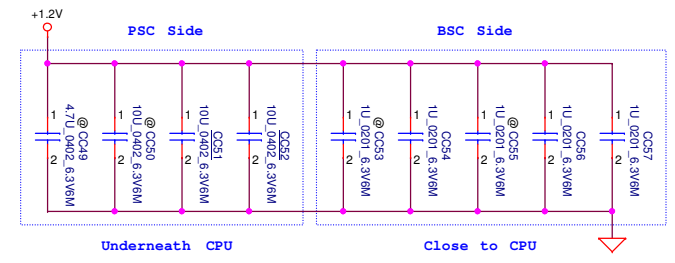 +1.2V
PSC Side
BSC Side
1
2
@CC49
4.7U_0402_6.3V6M
1
2
@CC50
10U_0402_6.3V6M
1
2
CC51
10U_0402_6.3V6M
1
2
CC52
10U_0402_6.3V6M
1
2
@CC53
1U_0201_6.3V6M
1
2
CC54
1U_0201_6.3V6M
1
2
@CC55
1U_0201_6.3V6M
1
2
CC56
1U_0201_6.3V6M
1
2
CC57
1U_0201_6.3V6M
Underneath CPU
Close to CPU